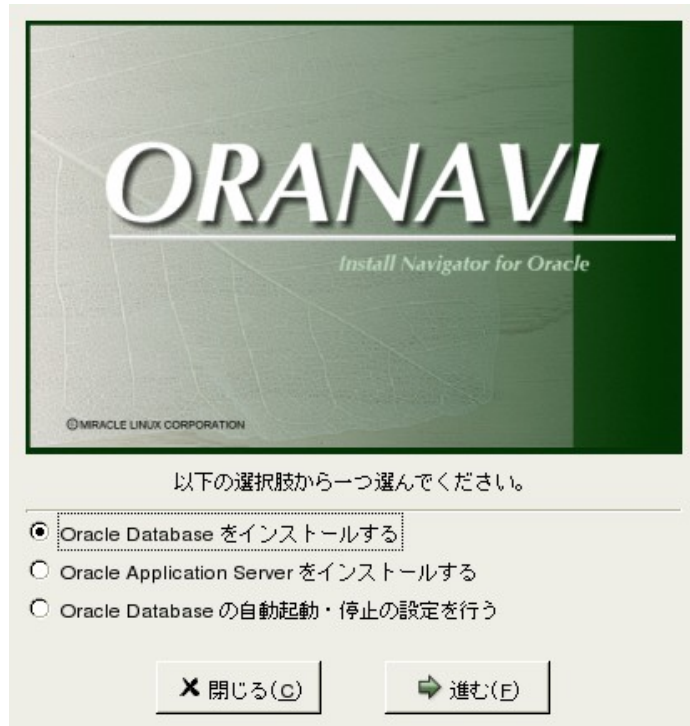 ORANAVI
Install Navigator for Oracle
©MIRACLE LINUX CORPORATION
以下の選択肢から一つ選んでください。
Oracle Database をインストールする
Oracle Application Server をインストールする
Oracle Database の自動起動・停止の設定を行う
閉じる(C) 進む(F)